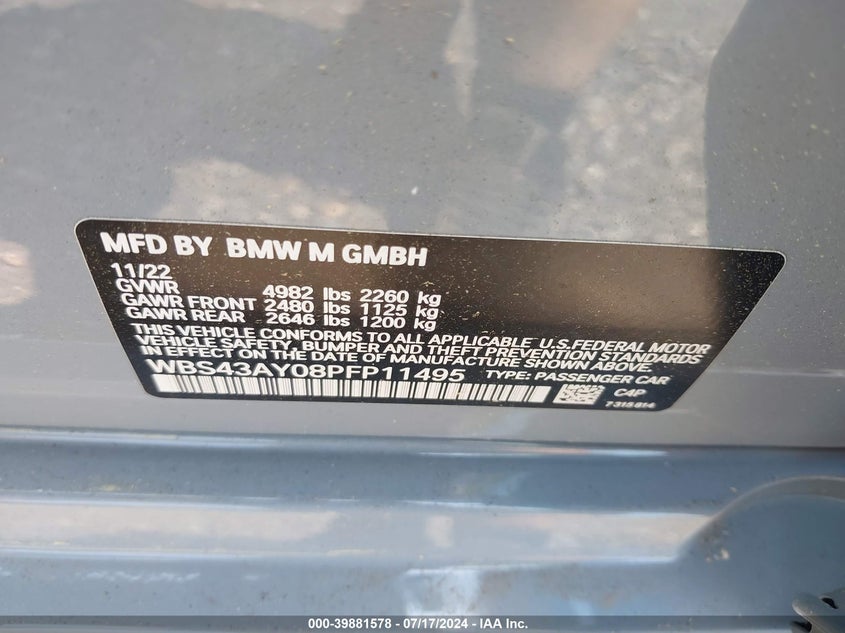 MFD BY BMW M GMBH
11/22
GVWR 4982 lbs 2260 kg
GAWR FRONT 2480 lbs 1125 kg
GAWR REAR 2646 lbs 1200 kg
THIS VEHICLE CONFORMS TO ALL APPLICABLE U.S.FEDERAL MOTOR
VEHICLE SAFETY, BUMPER AND THEFT PREVENTION
STANDARDS IN EFFECT ON THE DATE OF MANUFACTURE SHOWN ABOVE.
WBS43AY08PFP11495 TYPE: PASSENGER CAR
C4P
7315814
000-39881578 - 07/17/2024 - © IAA, Inc.